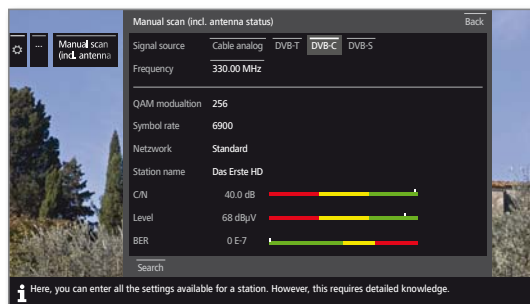 Manual scan (incl. antenna status) Back
... Manual scan
(incl. antenna
Signal source Cable analog DVB-T DVB-C DVB-S
Frequency 330.00 MHz
QAM modualtion 256
Symbol rate 6900
Netzwork Standard
Station name Das Erste HD
C/N 40.0 dB
Level 68 dBµV
BER 0 E-7
Search
i Here, you can enter all the settings available for a station. However, this requires detailed knowledge.